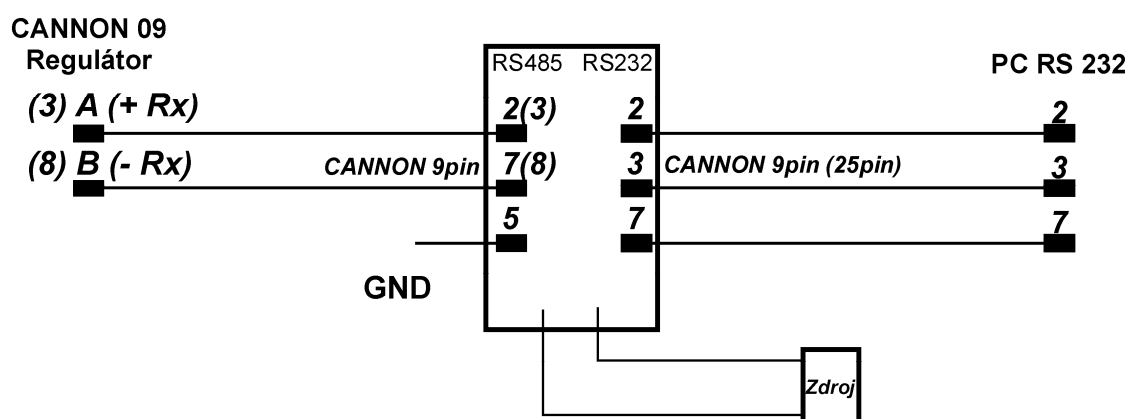 CANNON 09
Regulátor
RS485 RS232
PC RS 232
(3) A (+ Rx)
2(3) 2
2
(8) B (- Rx)
CANNON 9pin
7(8) 3
CANNON 9pin (25pin)
3
5 7
7
GND
Zdroj